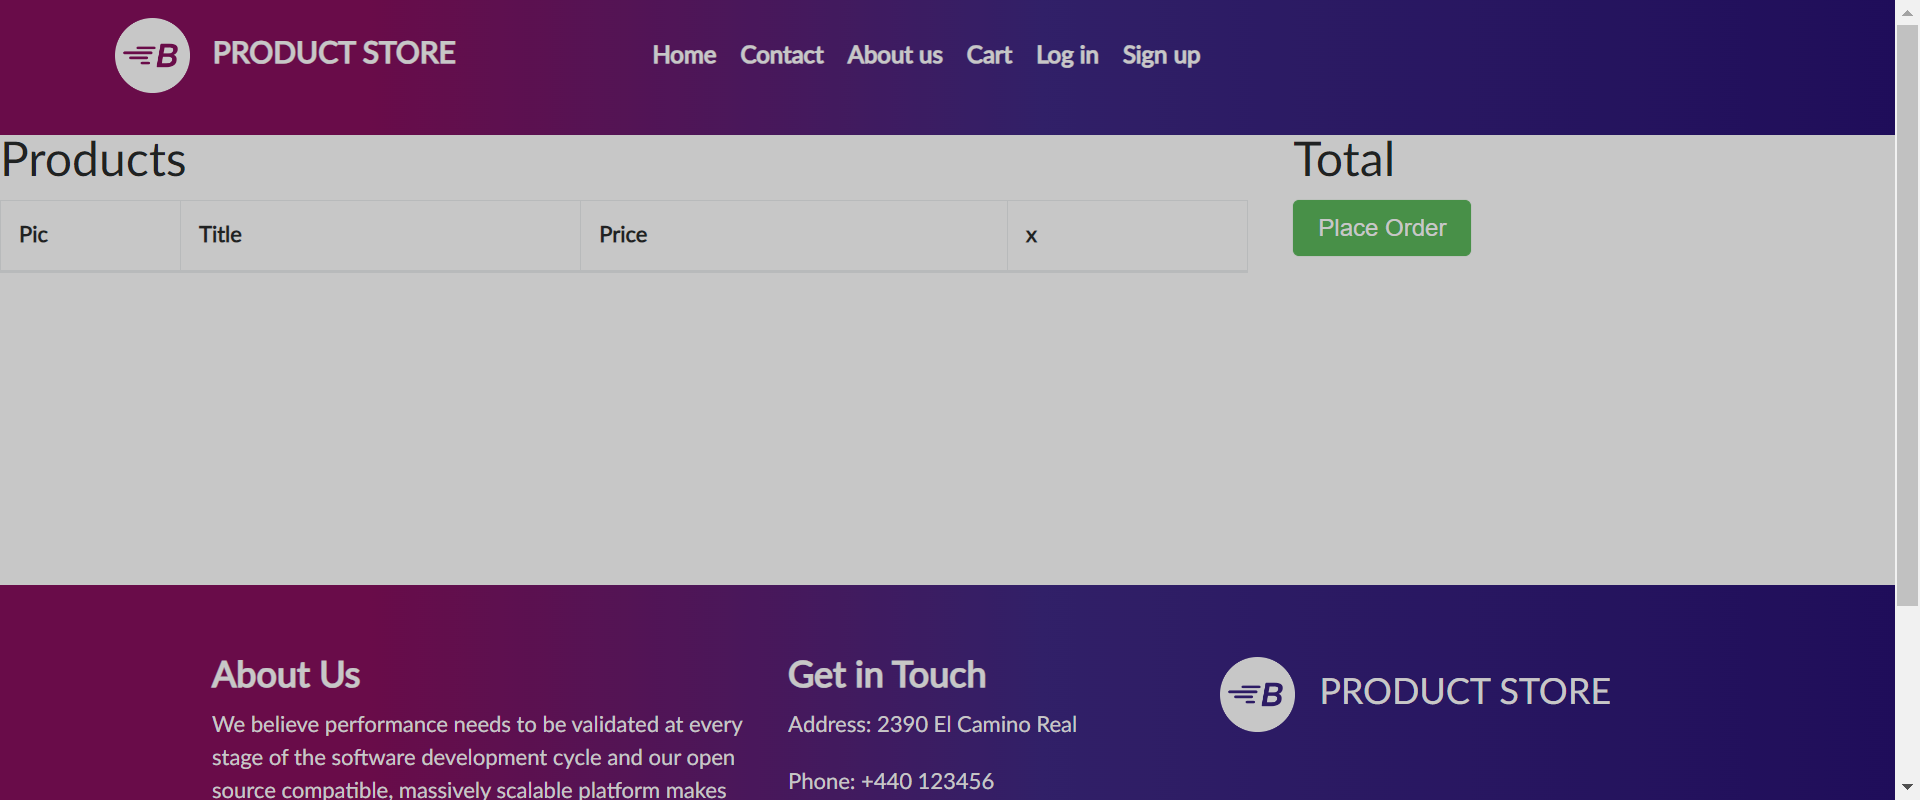 B PRODUCT STORE Home Contact About us Cart Log in Sign up
Products
Total
Pic Title Price x
Place Order
About Us
We believe performance needs to be validated at every
stage of the software development cycle and our open
source compatible, massively scalable platform makes
Get in Touch
Address: 2390 El Camino Real
Phone: +440 123456
B PRODUCT STORE